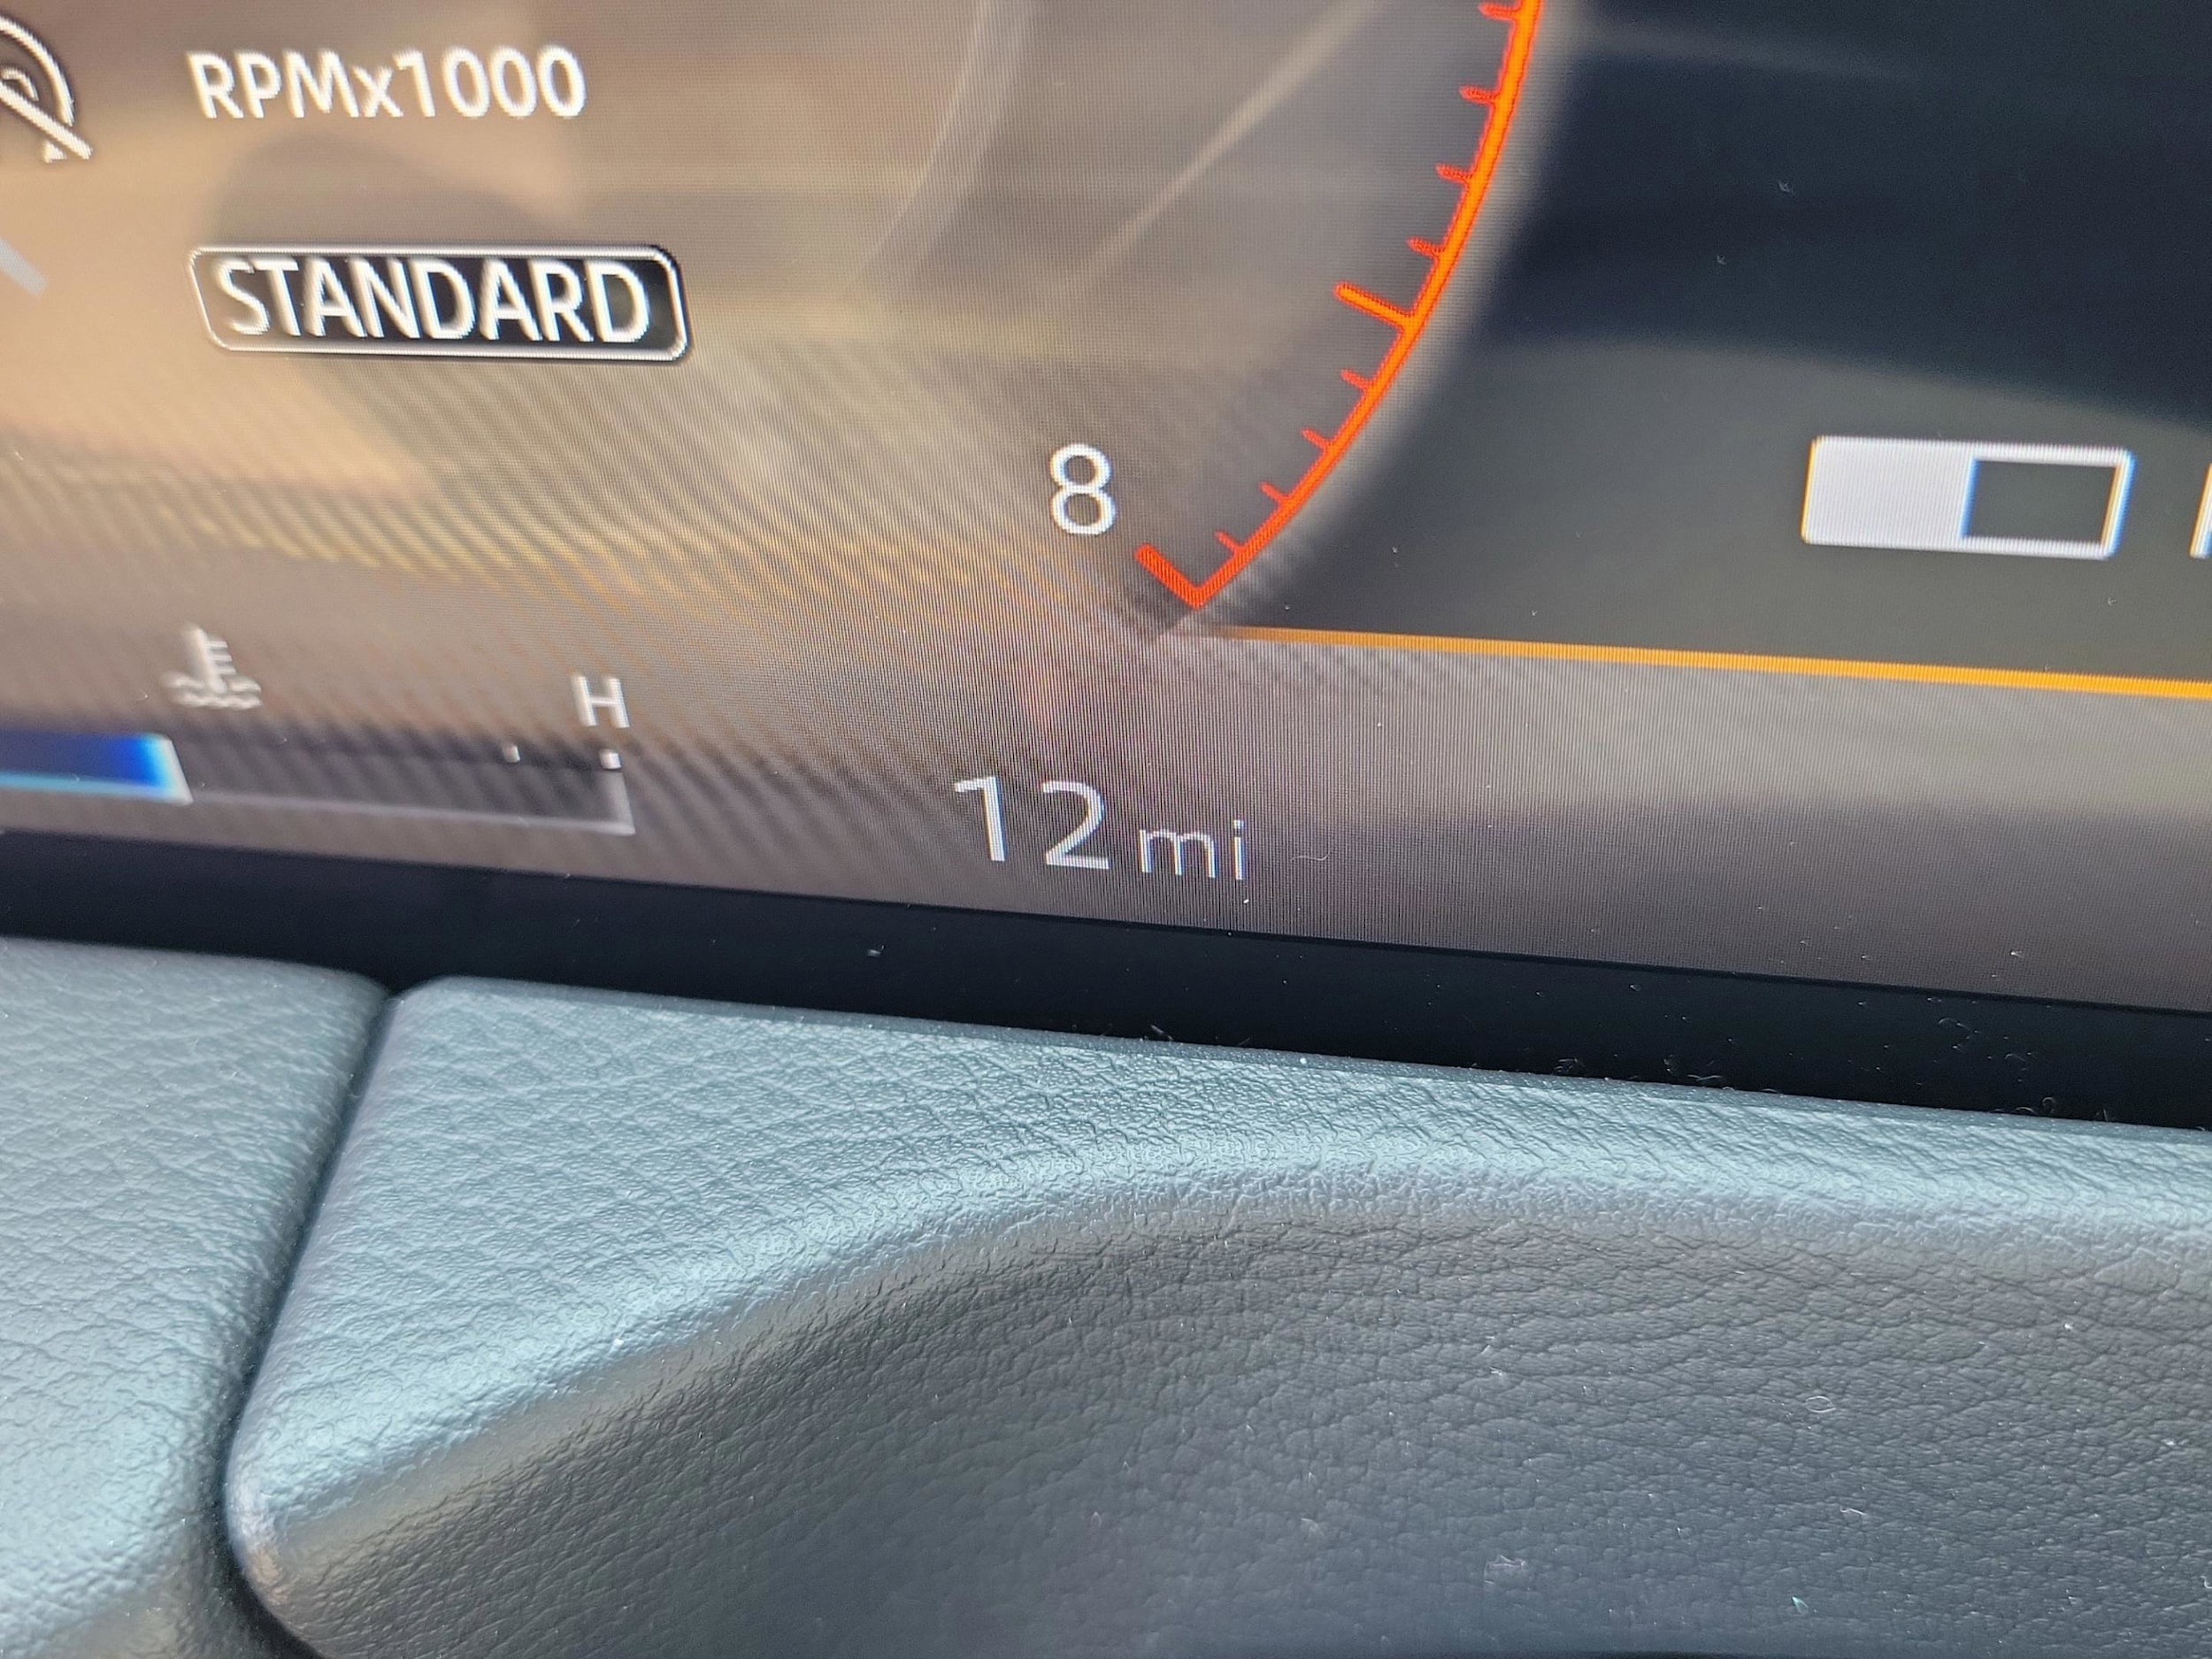 RPMx1000
STANDARD
8
H
12 mi